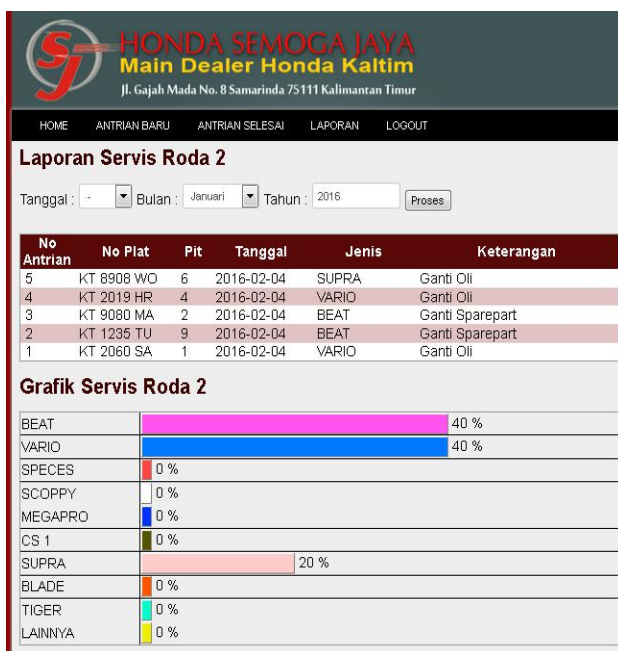 SJ
HONDA SEMOGA JAYA
Main Dealer Honda Kaltim
Jl. Gajah Mada No. 8 Samarinda 75111 Kalimantan Timur
HOME ANTRIAN BARU ANTRIAN SELESAI LAPORAN LOGOUT
Laporan Servis Roda 2
Tanggal : - Bulan : Januari Tahun : 2016 Proses
No Antrian No Plat Pit Tanggal Jenis Keterangan
5 KT 8908 WO 6 2016-02-04 SUPRA Ganti Oli
4 KT 2019 HR 4 2016-02-04 VARIO Ganti Oli
3 KT 9080 MA 2 2016-02-04 BEAT Ganti Sparepart
2 KT 1235 TU 9 2016-02-04 BEAT Ganti Sparepart
1 KT 2060 SA 1 2016-02-04 VARIO Ganti Oli
Grafik Servis Roda 2
BEAT 40 %
VARIO 40 %
SPECES 0 %
SCOPPY 0 %
MEGAPRO 0 %
CS 1 0 %
SUPRA 20 %
BLADE 0 %
TIGER 0 %
LAINNYA 0 %